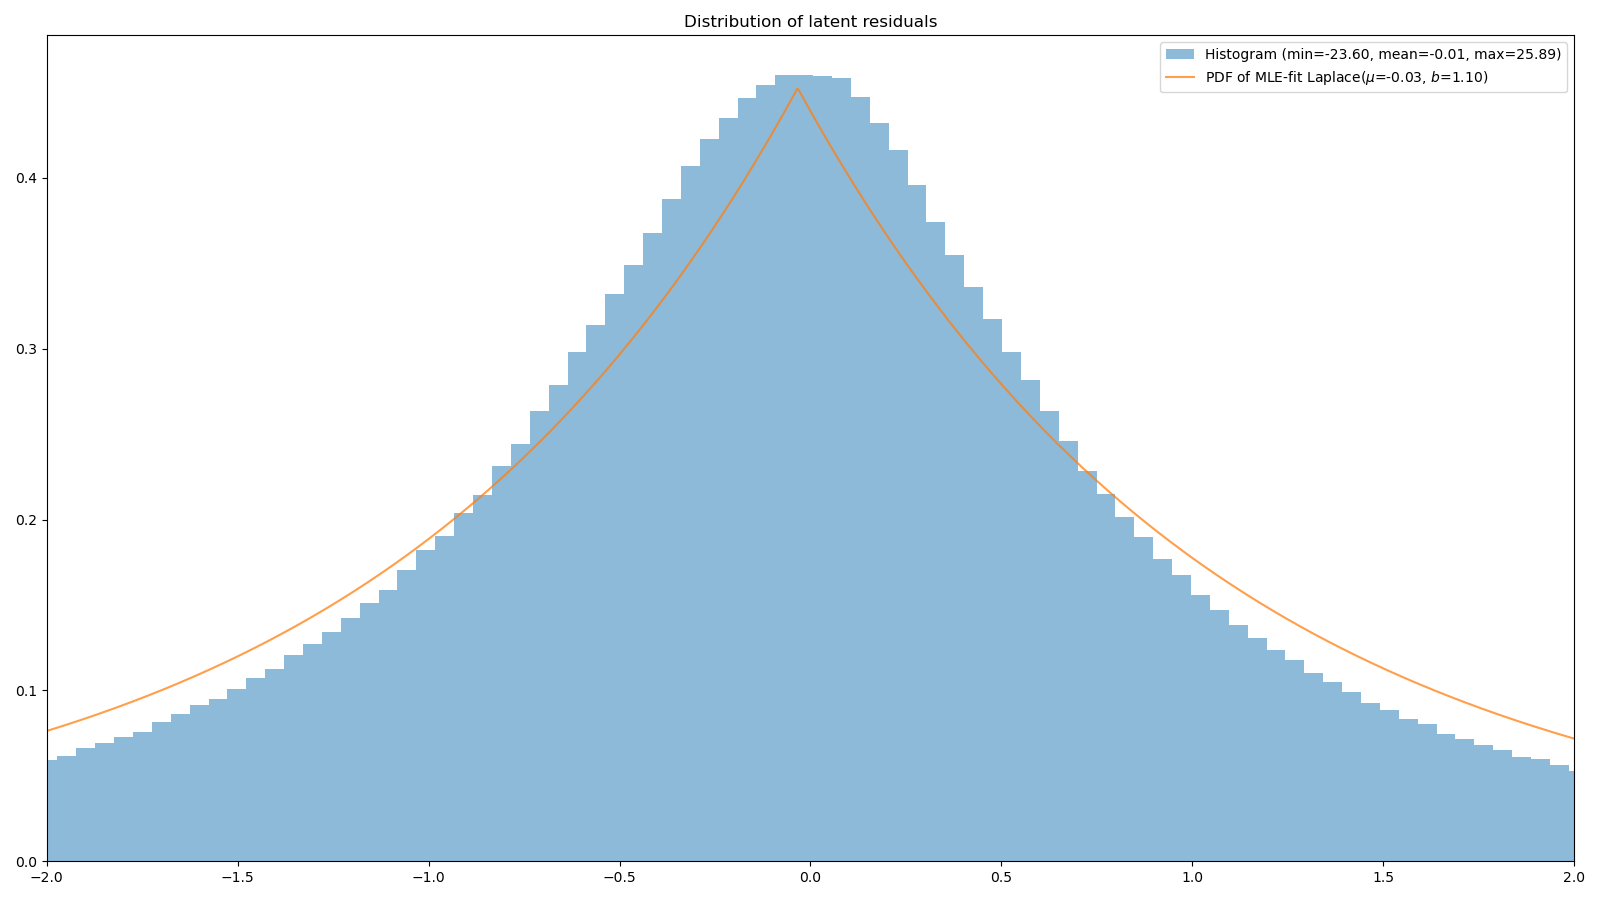 Distribution of latent residuals
Histogram (min=-23.60, mean=-0.01, max=25.89)
PDF of MLE-fit Laplace(μ=-0.03, b=1.10)
0.4
0.3
0.2
0.1
0.0
−2.0 −1.5 −1.0 −0.5 0.0 0.5 1.0 1.5 2.0